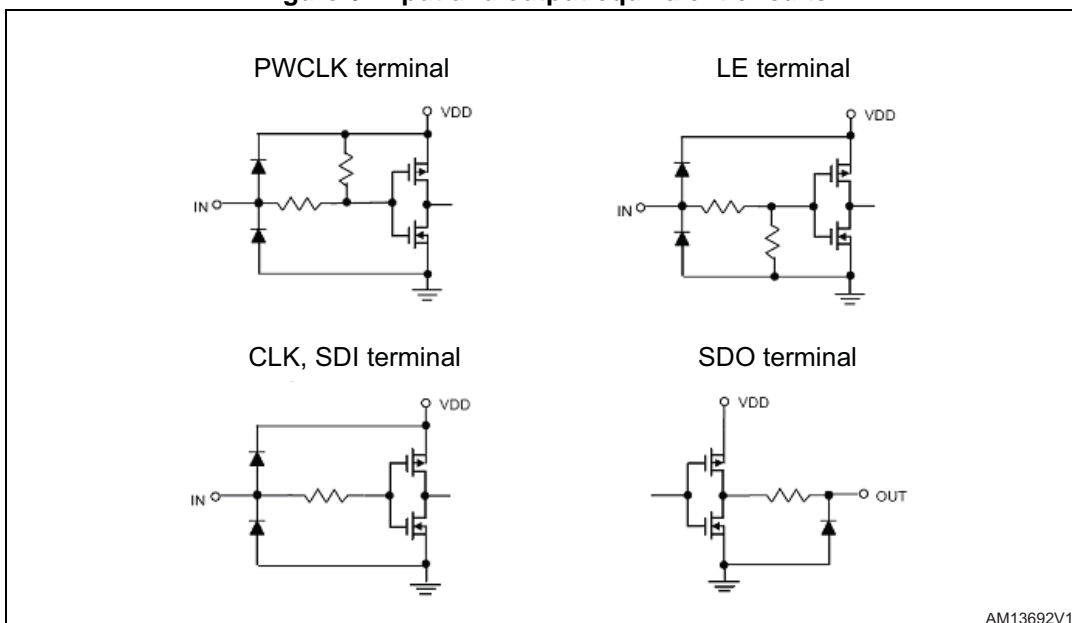 PWCLK terminal
LE terminal
VDD
VDD
IN
IN
CLK, SDI terminal
SDO terminal
VDD
VDD
IN
OUT
AM13692V1